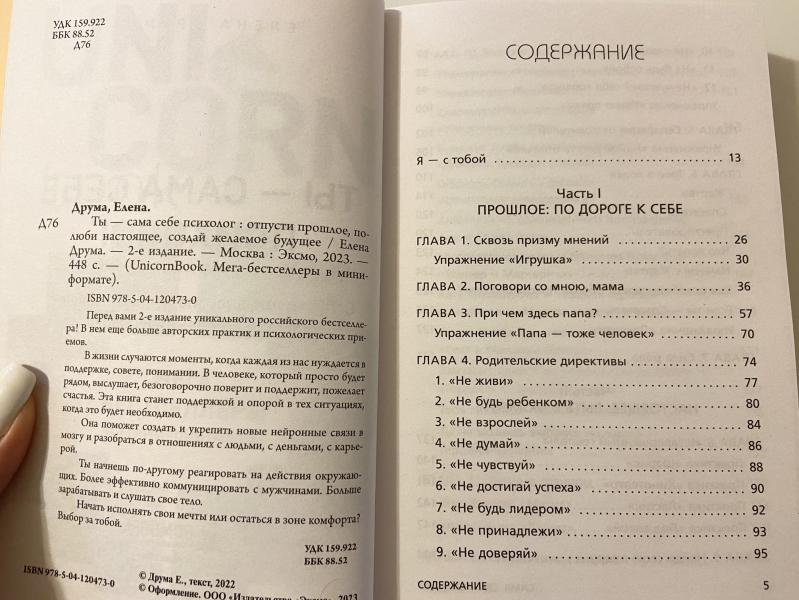 УДК 159.922
ББК 88.52
Д76
Друма, Елена.
Д76 Ты — сама себе психолог : отпусти прошлое, по-
люби настоящее, создай желаемое будущее / Елена
Друма. — 2-е издание. — Москва : Эксмо, 2023. —
448 с. — (UnicornBook. Мега-бестселлеры в мини-
формате).
ISBN 978-5-04-120473-0
Перед вами 2-е издание уникального российского бестселле-
ра! В нем еще больше авторских практик и психологических при-
емов.
В жизни случаются моменты, когда каждая из нас нуждается в
поддержке, совете, понимании. В человеке, который просто будет
рядом, выслушает, безоговорочно поверит и поддержит, пожелает
счастья. Эта книга станет поддержкой и опорой в тех ситуациях,
когда это будет необходимо.
Она поможет создать и укрепить новые нейронные связи в
мозгу и разобраться в отношениях с людьми, с деньгами, с карье-
рой.
Ты начнешь по-другому реагировать на действия окружаю-
щих. Более эффективно коммуницировать с мужчинами. Больше
зарабатывать и слушать свое тело.
Начать исполнять свои мечты или остаться в зоне комфорта?
Выбор за тобой.
УДК 159.922
ББК 88.52
© Друма Е., текст, 2022
ISBN 978-5-04-120473-0
© Оформление. ООО «Издательство «Эксмо», 2023
СОДЕРЖАНИЕ
Я — с тобой ........ 13
Часть I
ПРОШЛОЕ: ПО ДОРОГЕ К СЕБЕ
ГЛАВА 1. Сквозь призму мнений ........ 26
Упражнение «Игрушка» ........ 30
ГЛАВА 2. Поговори со мною, мама ........ 36
ГЛАВА 3. При чем здесь папа? ........ 57
Упражнение «Папа — тоже человек» ........ 70
ГЛАВА 4. Родительские директивы ........ 74
1. «Не живи» ........ 77
2. «Не будь ребенком» ........ 80
3. «Не взрослей» ........ 84
4. «Не думай» ........ 86
5. «Не чувствуй» ........ 88
6. «Не достигай успеха» ........ 90
7. «Не будь лидером» ........ 92
8. «Не принадлежи» ........ 93
9. «Не доверяй» ........ 95
СОДЕРЖАНИЕ 5